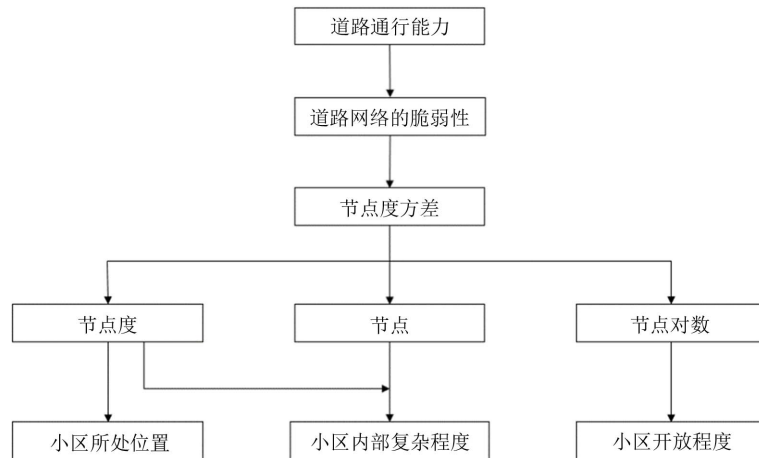 道路通行能力
道路网络的脆弱性
节点度方差
节点度
节点
节点对数
小区所处位置
小区内部复杂程度
小区开放程度